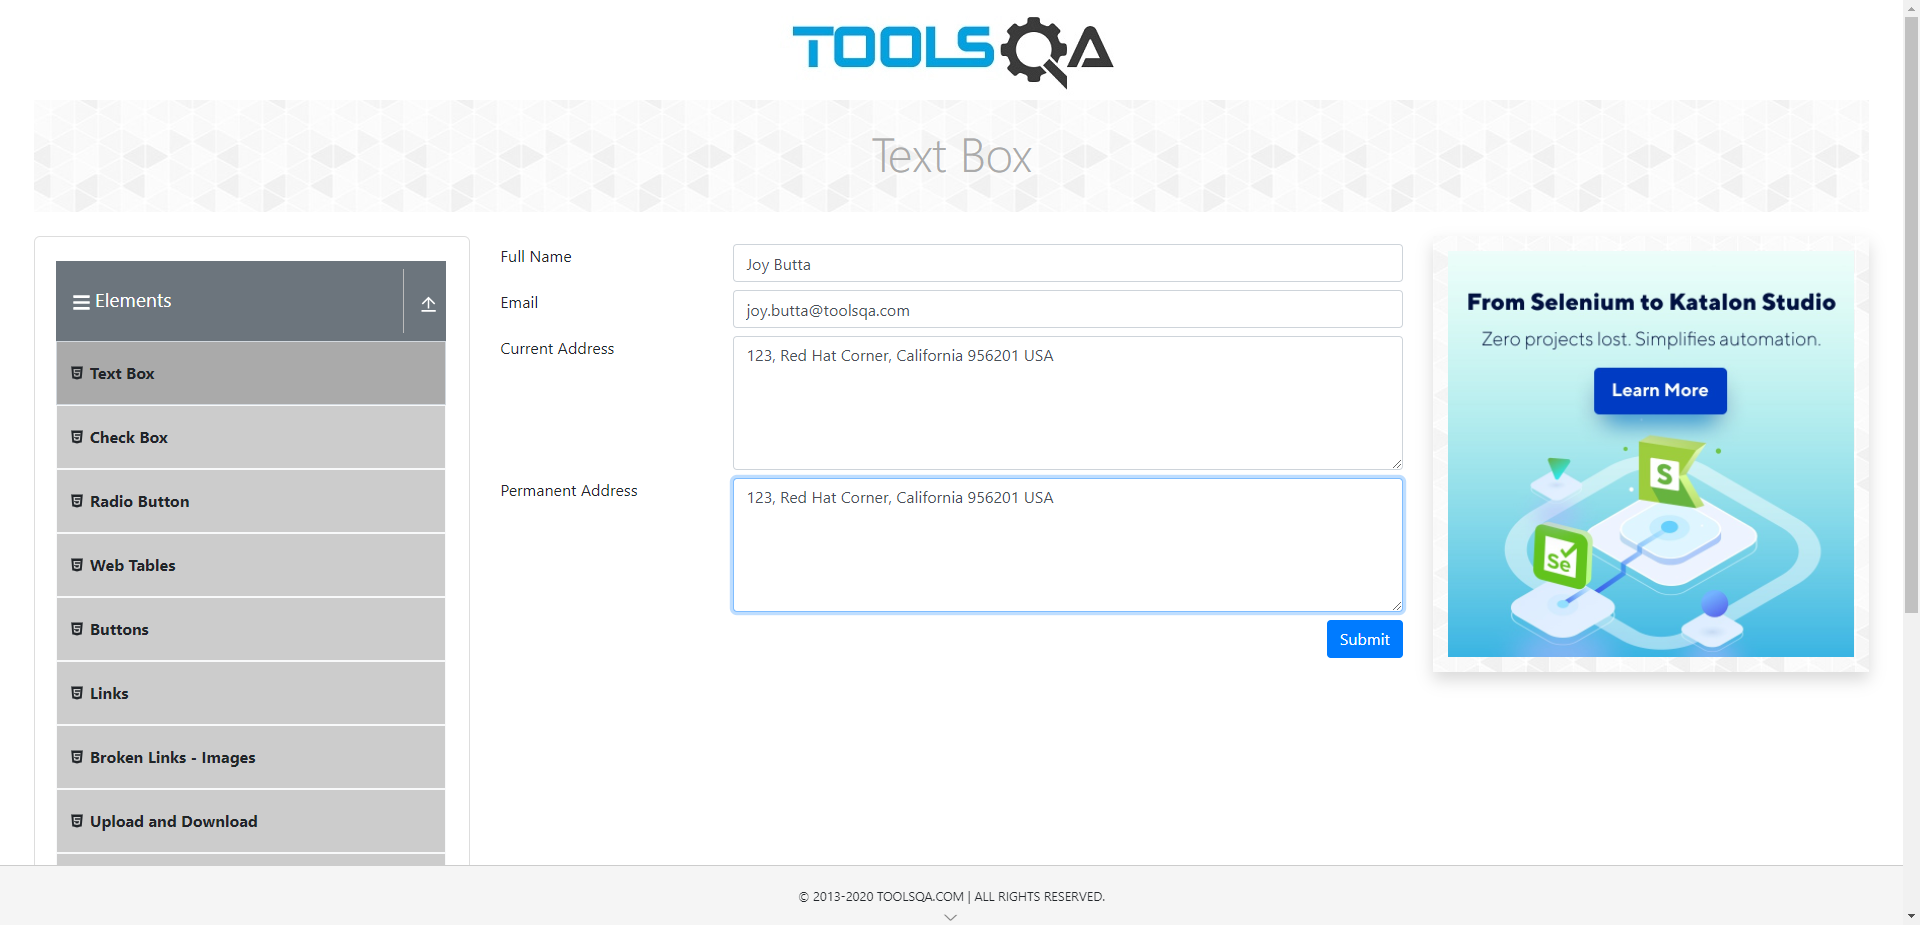 TOOLSQA
Text Box
Elements
Text Box
Check Box
Radio Button
Web Tables
Buttons
Links
Broken Links - Images
Upload and Download
Full Name
Joy Butta
Email
joy.butta@toolsqa.com
Current Address
123, Red Hat Corner, California 956201 USA
Permanent Address
123, Red Hat Corner, California 956201 USA
Submit
From Selenium to Katalon Studio
Zero projects lost. Simplifies automation.
Learn More
S
Se
© 2013-2020 TOOLSQA.COM | ALL RIGHTS RESERVED.